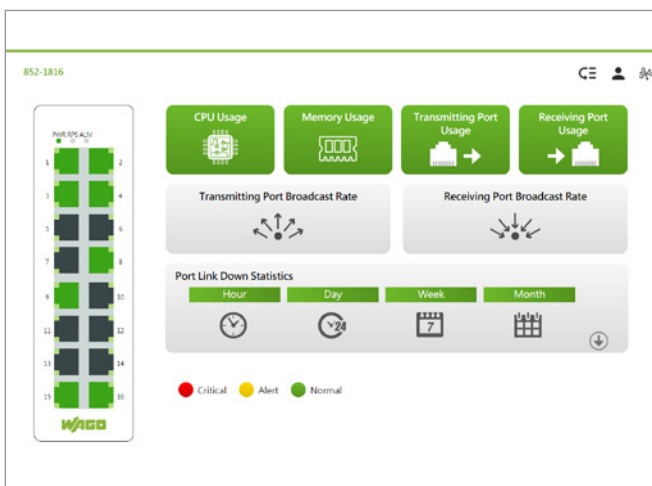 852-1816
PWR RPS ALM
1 2
3 4
5 6
7 8
9 10
11 12
13 14
15 16
WAGO
CPU Usage
Memory Usage
Transmitting Port
Usage
Receiving Port
Usage
Transmitting Port Broadcast Rate
Receiving Port Broadcast Rate
Port Link Down Statistics
Hour Day Week Month
24 7
Critical Alert Normal